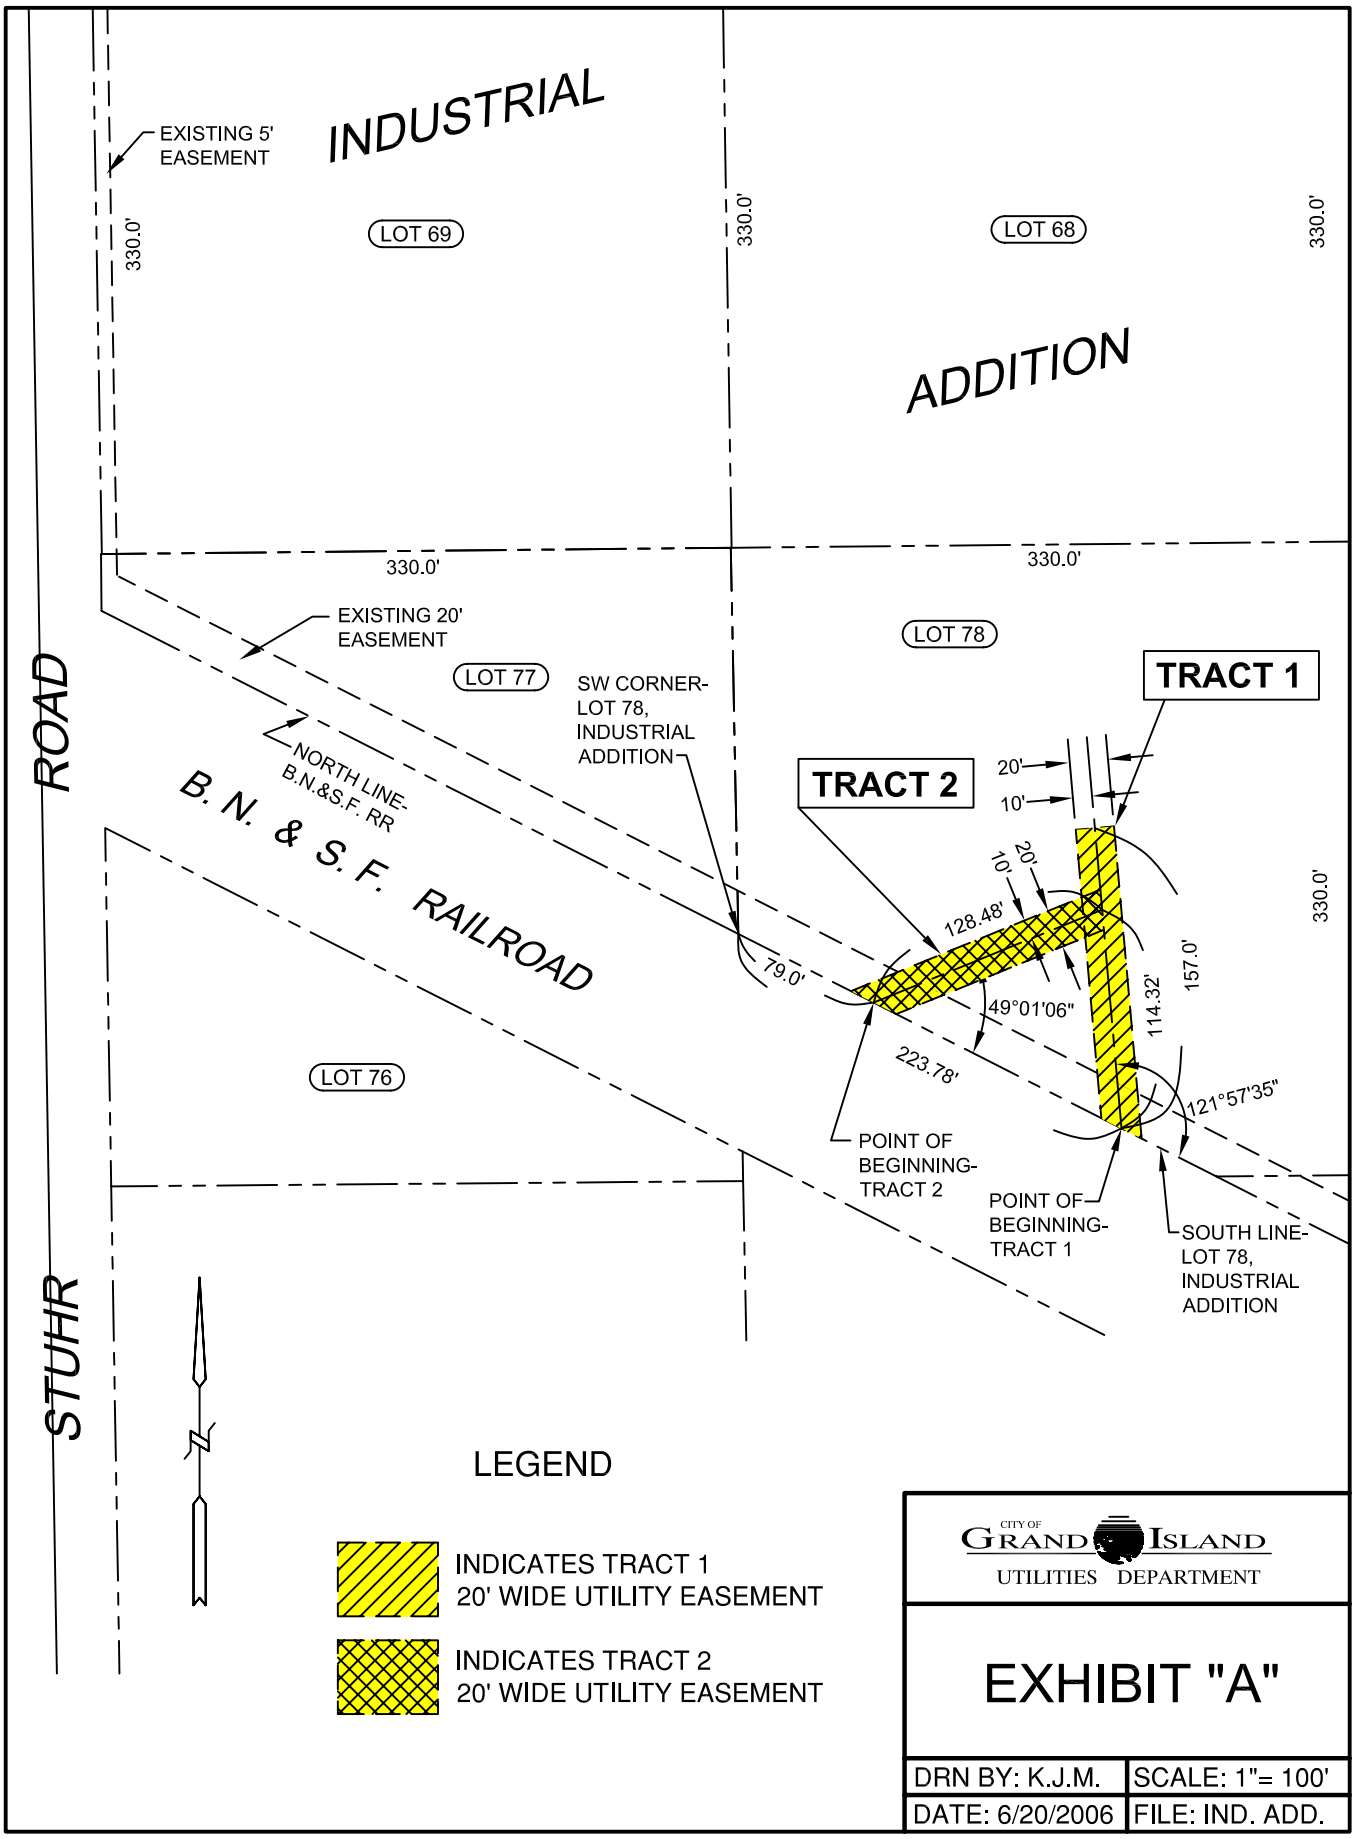 INDUSTRIAL
EXISTING 5'
EASEMENT
330.0'
LOT 69
330.0'
LOT 68
330.0'
ADDITION
330.0'
330.0'
EXISTING 20'
EASEMENT
LOT 77
LOT 78
SW CORNER-
LOT 78,
INDUSTRIAL
ADDITION
TRACT 1
TRACT 2
20'
10'
NORTH LINE-
B.N.&S.F. RR
B. N. & S. F. RAILROAD
ROAD
10'
20'
128.48'
330.0'
79.0'
157.0'
114.32'
49°01'06"
223.78'
LOT 76
121°57'35"
POINT OF
BEGINNING-
TRACT 2
POINT OF
BEGINNING-
TRACT 1
SOUTH LINE-
LOT 78,
INDUSTRIAL
ADDITION
STUHR
LEGEND
INDICATES TRACT 1
20' WIDE UTILITY EASEMENT
INDICATES TRACT 2
20' WIDE UTILITY EASEMENT
CITY OF
GRAND ISLAND
UTILITIES DEPARTMENT
EXHIBIT "A"
DRN BY: K.J.M.
SCALE: 1"= 100'
DATE: 6/20/2006
FILE: IND. ADD.